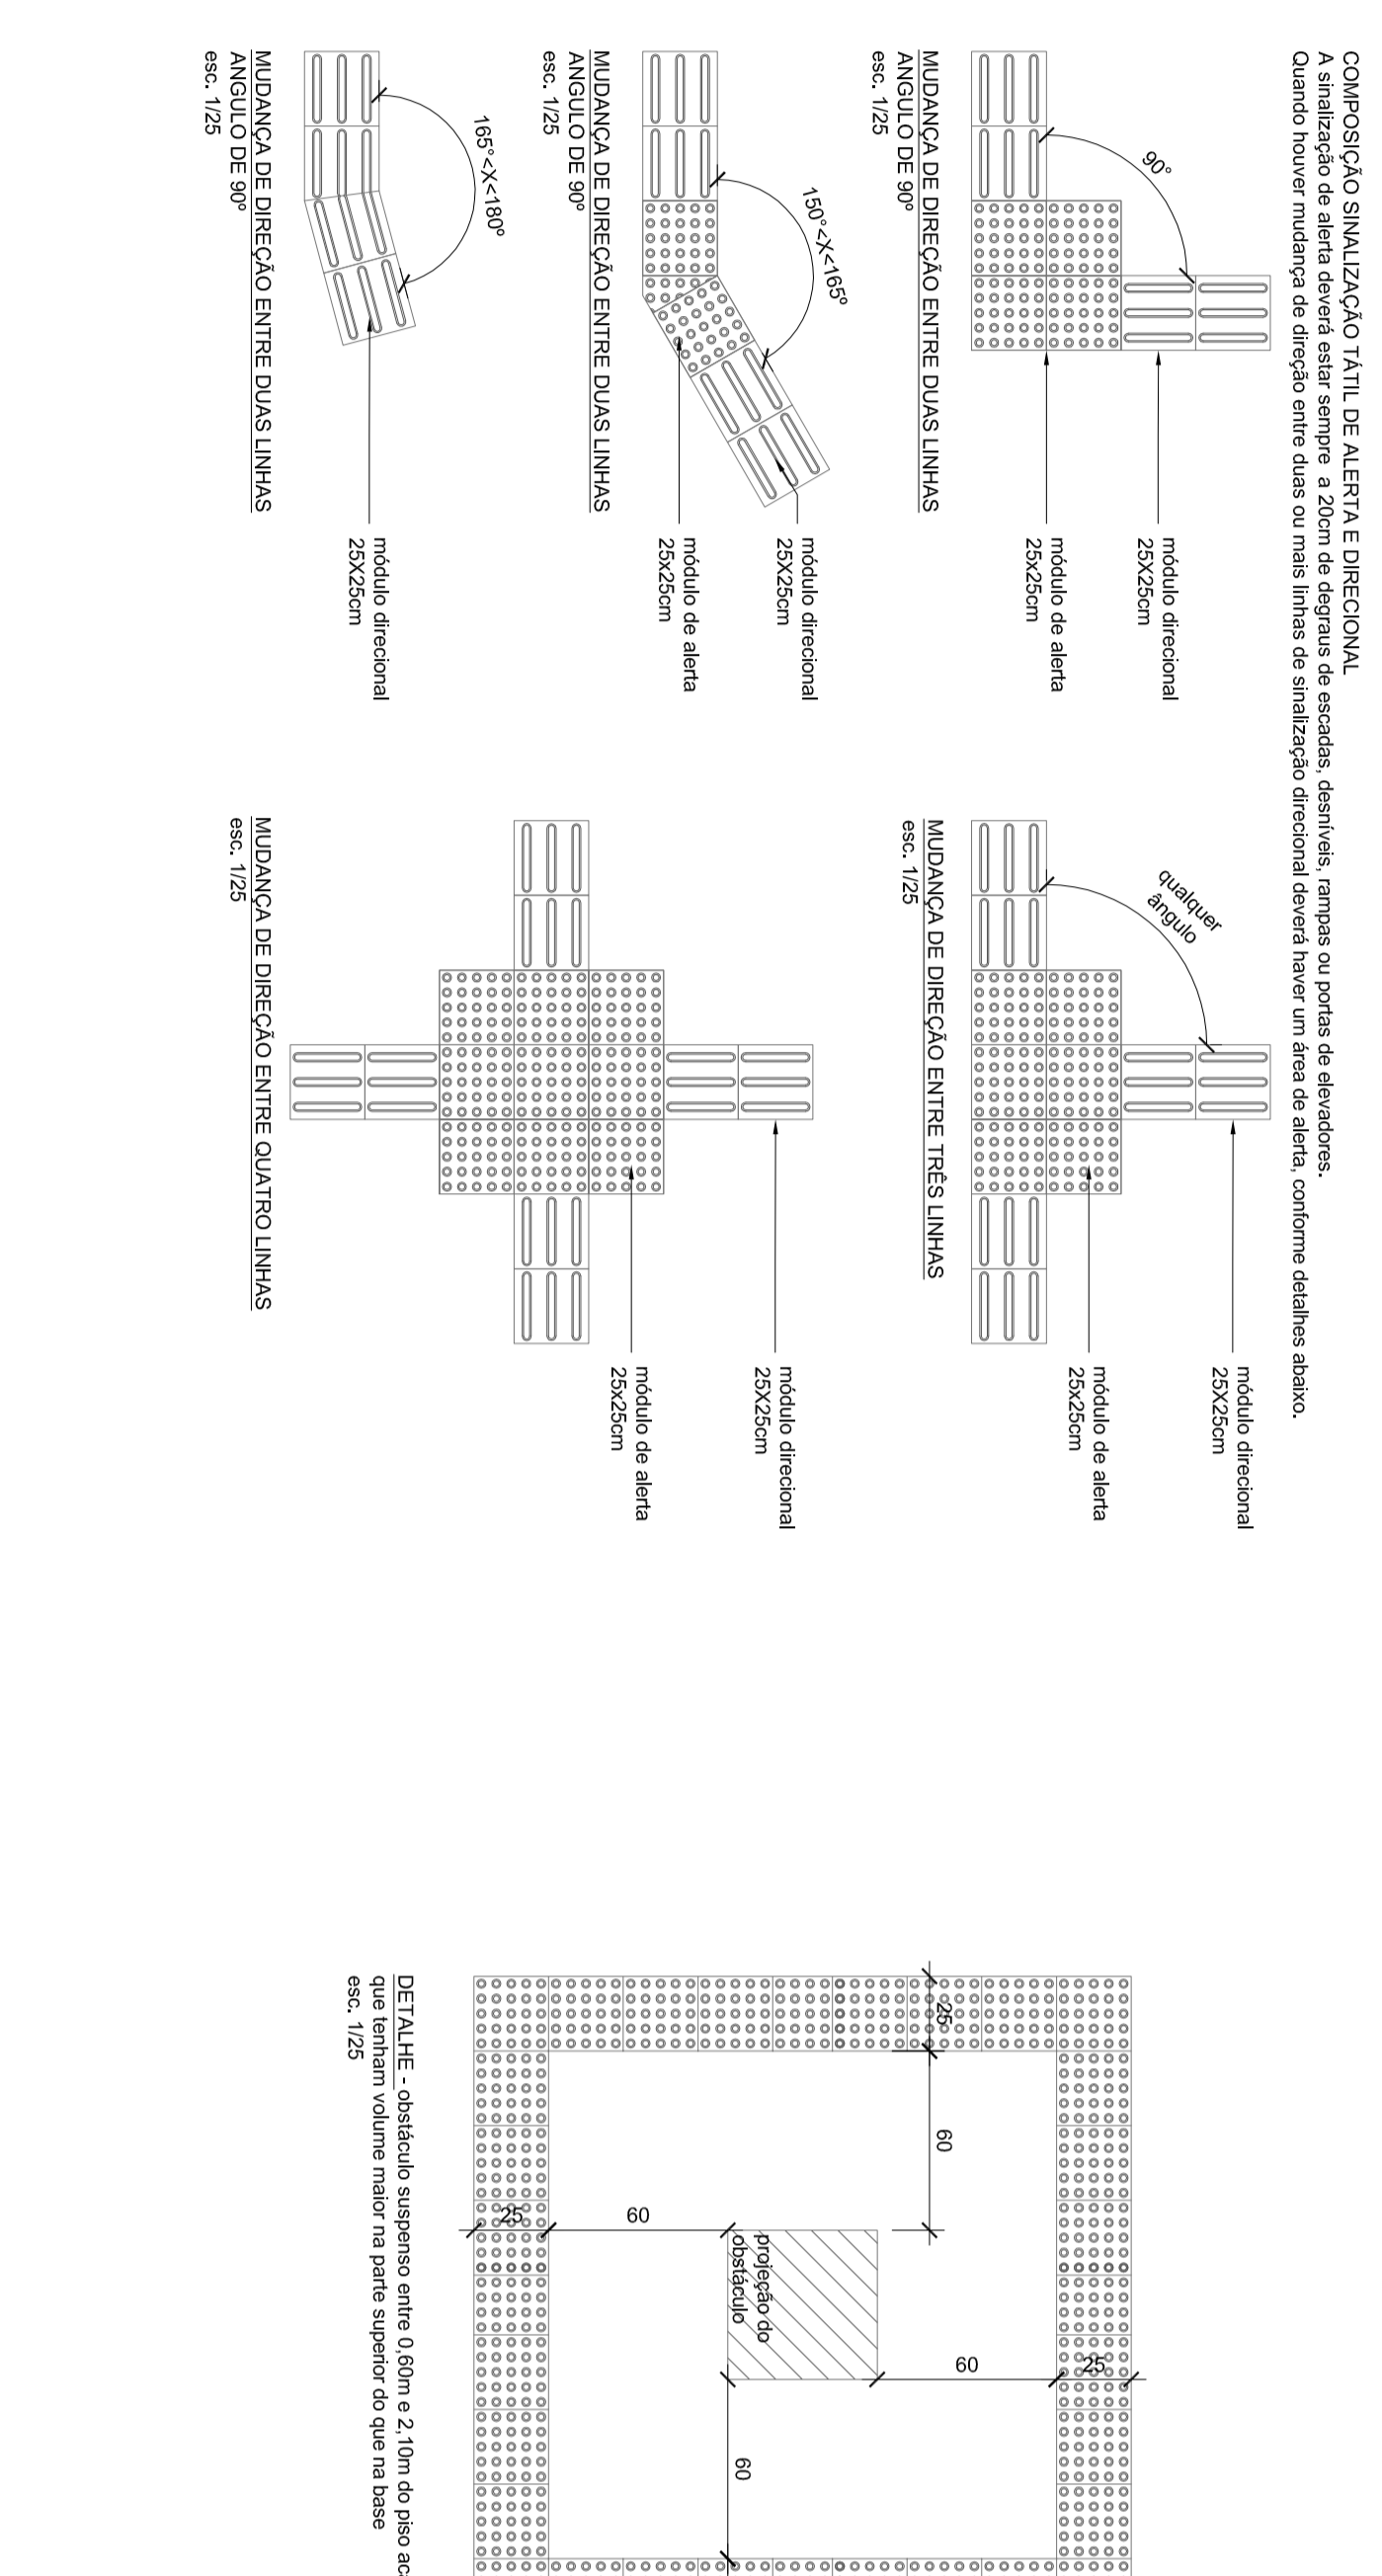 COMPOSIÇÃO SINALIZAÇÃO TÁTIL DE ALERTA E DIRECIONAL
A sinalização de alerta deverá estar sempre a 20cm de degraus de escadas, desníveis, rampas ou portas de elevadores.
Quando houver mudança de direção entre duas ou mais linhas de sinalização direcional deverá haver um área de alerta, conforme detalhes abaixo.
90°
módulo direcional
25X25cm
módulo de alerta
25x25cm
MUDANÇA DE DIREÇÃO ENTRE DUAS LINHAS
ANGULO DE 90º
esc. 1/25
150°<X<165º
módulo direcional
25X25cm
módulo de alerta
25x25cm
MUDANÇA DE DIREÇÃO ENTRE DUAS LINHAS
ANGULO DE 90º
esc. 1/25
165°<X<180º
módulo direcional
25X25cm
MUDANÇA DE DIREÇÃO ENTRE DUAS LINHAS
ANGULO DE 90º
esc. 1/25
qualquer
ângulo
módulo direcional
25X25cm
módulo de alerta
25x25cm
MUDANÇA DE DIREÇÃO ENTRE TRÊS LINHAS
esc. 1/25
módulo direcional
25X25cm
módulo de alerta
25x25cm
MUDANÇA DE DIREÇÃO ENTRE QUATRO LINHAS
esc. 1/25
25
60
60
25
projeção do
obstáculo
25
60
60
DETALHE - obstáculo suspenso entre 0,60m e 2,10m do piso
que tenham volume maior na parte superior do que na base
esc. 1/25